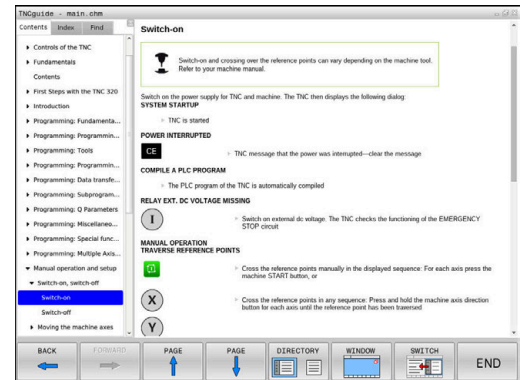 TNCguide - main.chm
Contents Index Find
Controls of the TNC
Fundamentals
Contents
First Steps with the TNC 320
Introduction
Programming: Fundamenta...
Programming: Programmin...
Programming: Tools
Programming: Programmin...
Programming: Data transfe...
Programming: Subprogram...
Programming: Q Parameters
Programming: Miscellaneo...
Programming: Special func...
Programming: Multiple Axis...
Manual operation and setup
Switch-on, switch-off
Switch-on
Switch-off
Moving the machine axes
Switch-on
Switch-on and crossing over the reference points can vary depending on the machine tool.
Refer to your machine manual.
Switch on the power supply for TNC and machine. The TNC then displays the following dialog:
SYSTEM STARTUP
TNC is started
POWER INTERRUPTED
CE
TNC message that the power was interrupted—clear the message
COMPILE A PLC PROGRAM
The PLC program of the TNC is automatically compiled
RELAY EXT. DC VOLTAGE MISSING
I
Switch on external dc voltage. The TNC checks the functioning of the EMERGENCY
STOP circuit
MANUAL OPERATION
TRAVERSE REFERENCE POINTS
Cross the reference points manually in the displayed sequence: For each axis press the
machine START button, or
X
Cross the reference points in any sequence: Press and hold the machine axis direction
button for each axis until the reference point has been traversed
Y
BACK FORWARD PAGE PAGE DIRECTORY WINDOW SWITCH END